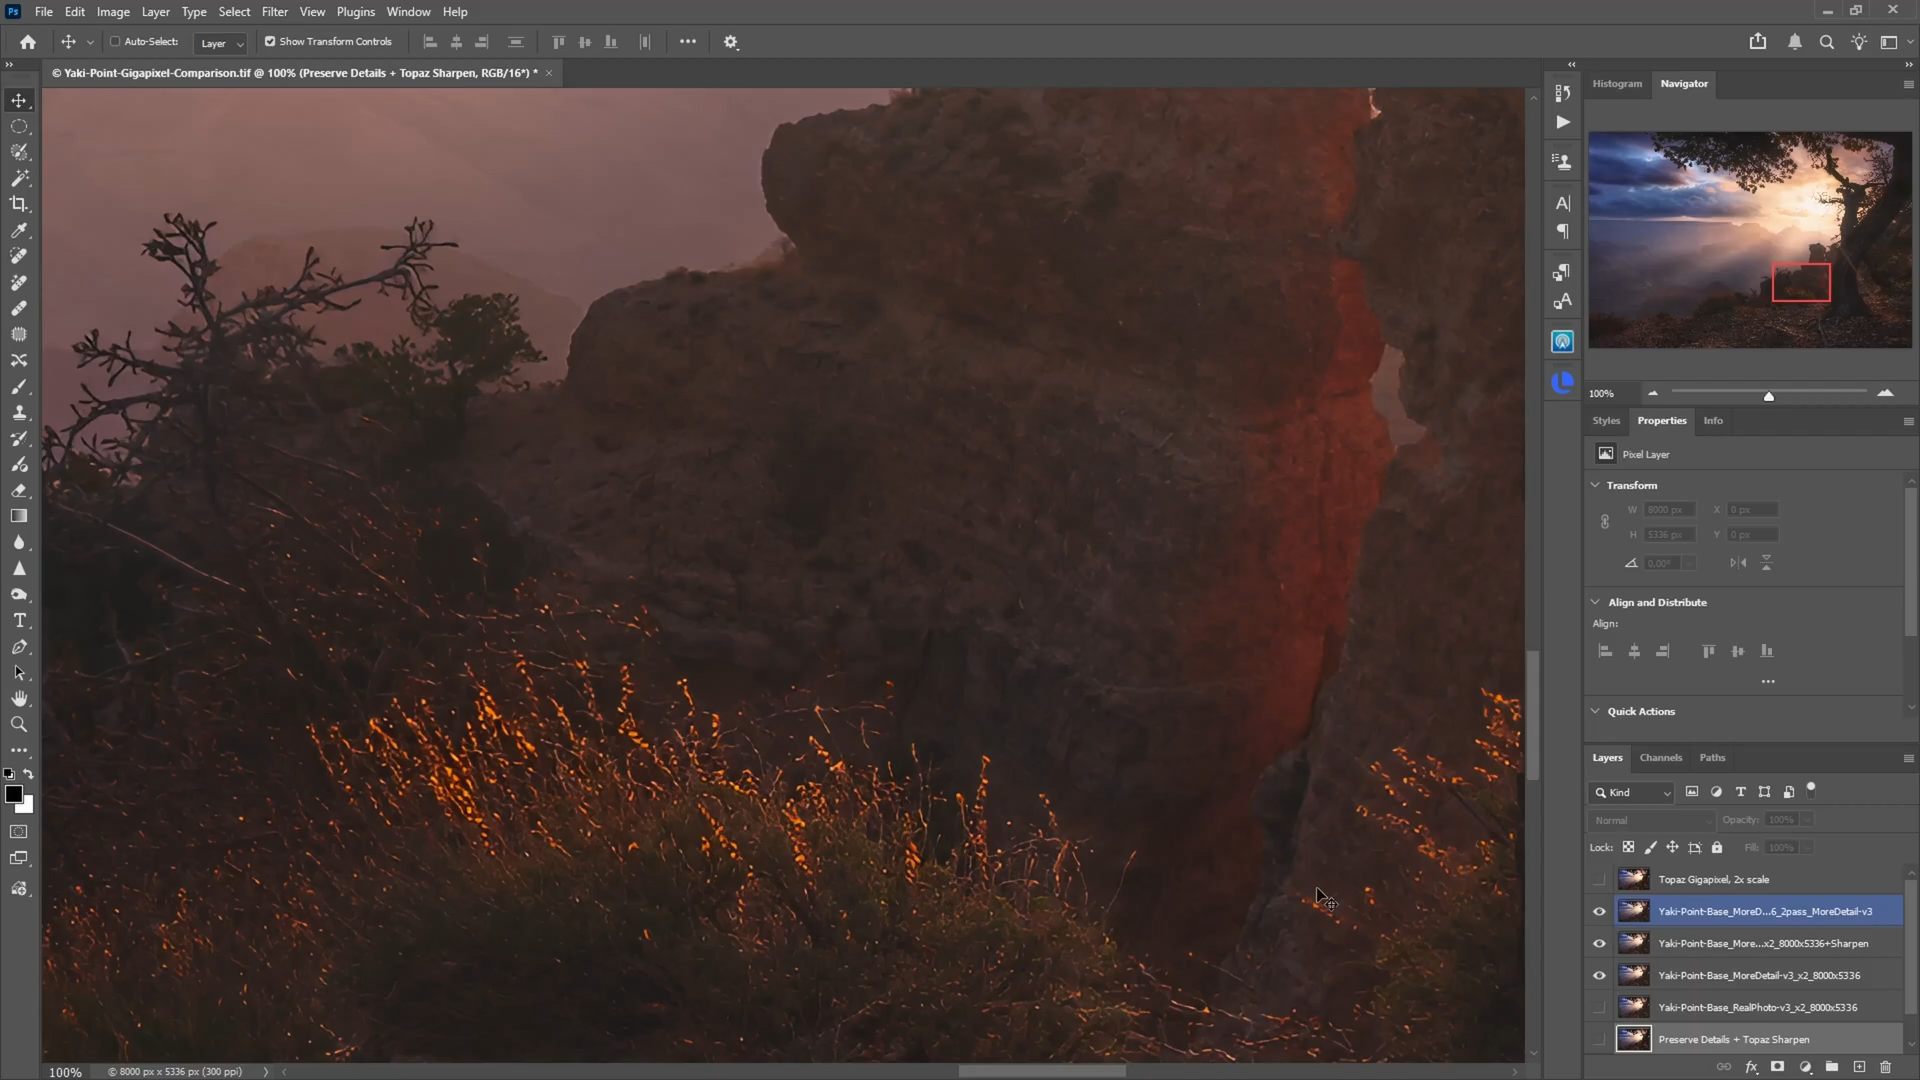 Ps File Edit Image Layer Type Select Filter View Plugins Window Help
Auto-Select: Layer Show Transform Controls
© Yaki-Point-Gigapixel-Comparison.tif @ 100% (Preserve Details + Topaz Sharpen, RGB/16*) *
Histogram Navigator
100%
Styles Properties Info
Pixel Layer
Transform
W 8000 px X 0 px
H 5336 px Y 0 px
0,00°
Align and Distribute
Align:
Quick Actions
Layers Channels Paths
Kind
Normal Opacity: 100%
Lock: Fill: 100%
Topaz Gigapixel, 2x scale
Yaki-Point-Base_MoreD...6_2pass_MoreDetail-v3
Yaki-Point-Base_More...x2_8000x5336+Sharpen
Yaki-Point-Base_MoreDetail-v3_x2_8000x5336
Yaki-Point-Base_RealPhoto-v3_x2_8000x5336
Preserve Details + Topaz Sharpen
100% © 8000 px x 5336 px (300 ppi)